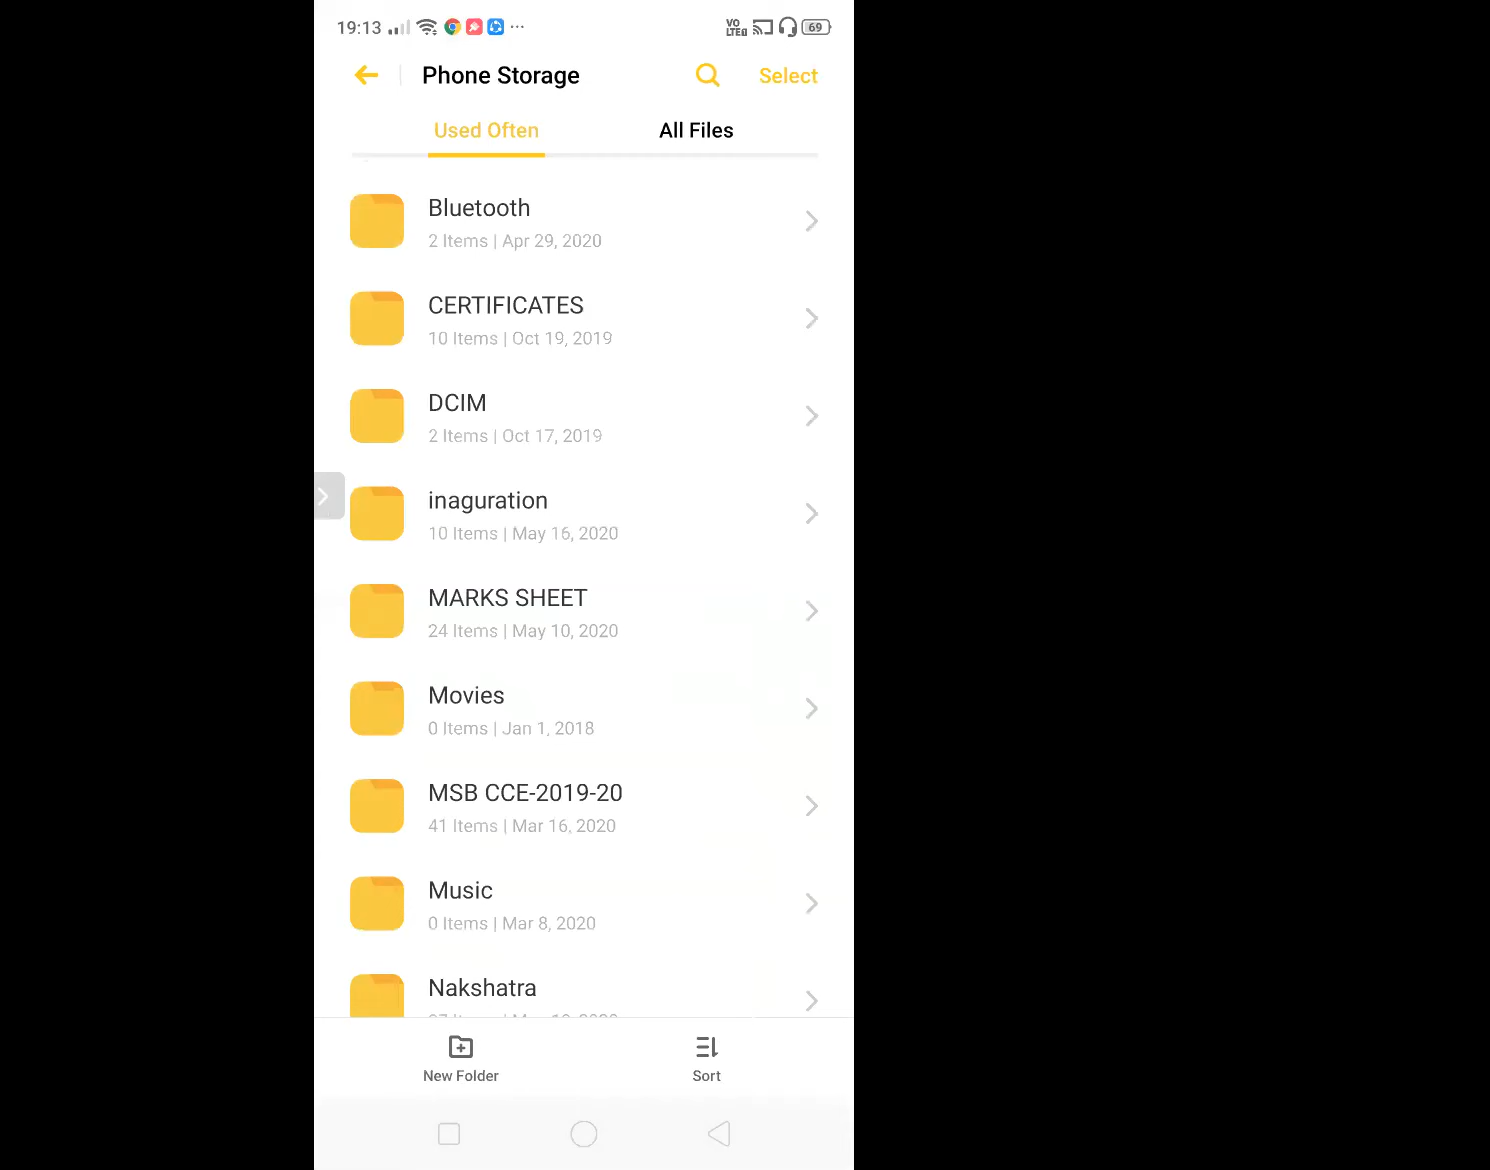 19:13
VO LTE 69
Phone Storage
Select
Used Often
All Files
Bluetooth
2 Items | Apr 29, 2020
CERTIFICATES
10 Items | Oct 19, 2019
DCIM
2 Items | Oct 17, 2019
inaguration
10 Items | May 16, 2020
MARKS SHEET
24 Items | May 10, 2020
Movies
0 Items | Jan 1, 2018
MSB CCE-2019-20
41 Items | Mar 16, 2020
Music
0 Items | Mar 8, 2020
Nakshatra
New Folder
Sort